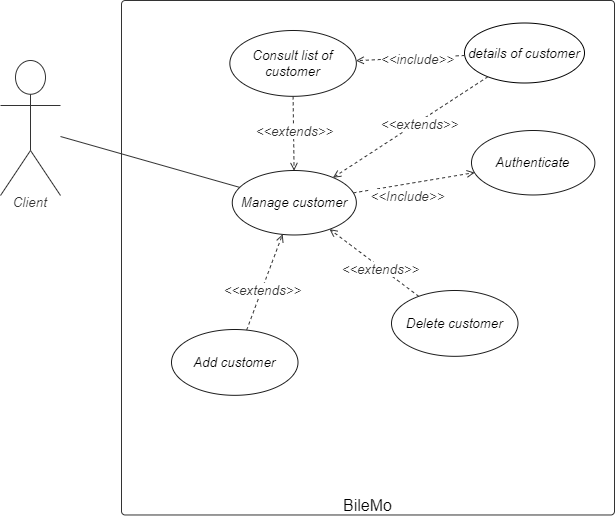 Consult list of
customer
<<include>>
details of customer
<<extends>>
<<extends>>
Authenticate
Client
Manage customer
<<Include>>
<<extends>>
<<extends>>
Delete customer
Add customer
BileMo